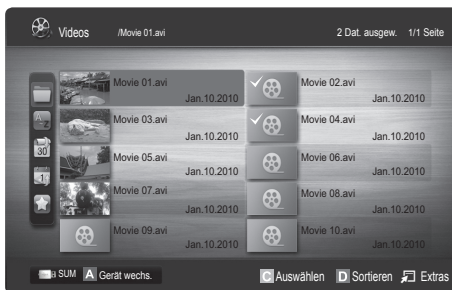 Videos /Movie 01.avi 2 Dat. ausgew. 1/1 Seite
Movie 01.avi Movie 02.avi
Jan.10.2010 Jan.10.2010
Movie 03.avi Movie 04.avi
Jan.10.2010 Jan.10.2010
A
30
Movie 05.avi Movie 06.avi
Jan.10.2010 Jan.10.2010
1
Movie 07.avi Movie 08.avi
Jan.10.2010 Jan.10.2010
Movie 09.avi Movie 10.avi
Jan.10.2010 Jan.10.2010
a SUM A Gerät wechs. C Auswählen D Sortieren Extras